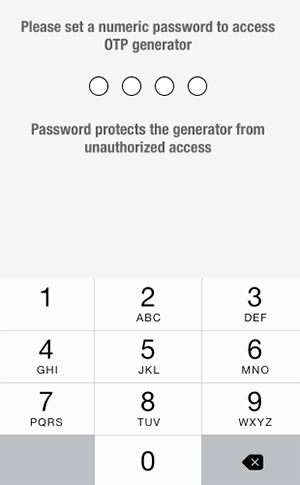 Please set a numeric password to access
OTP generator
Password protects the generator from
unauthorized access
1 2 3
ABC DEF
4 5 6
GHI JKL MNO
7 8 9
PQRS TUV WXYZ
0